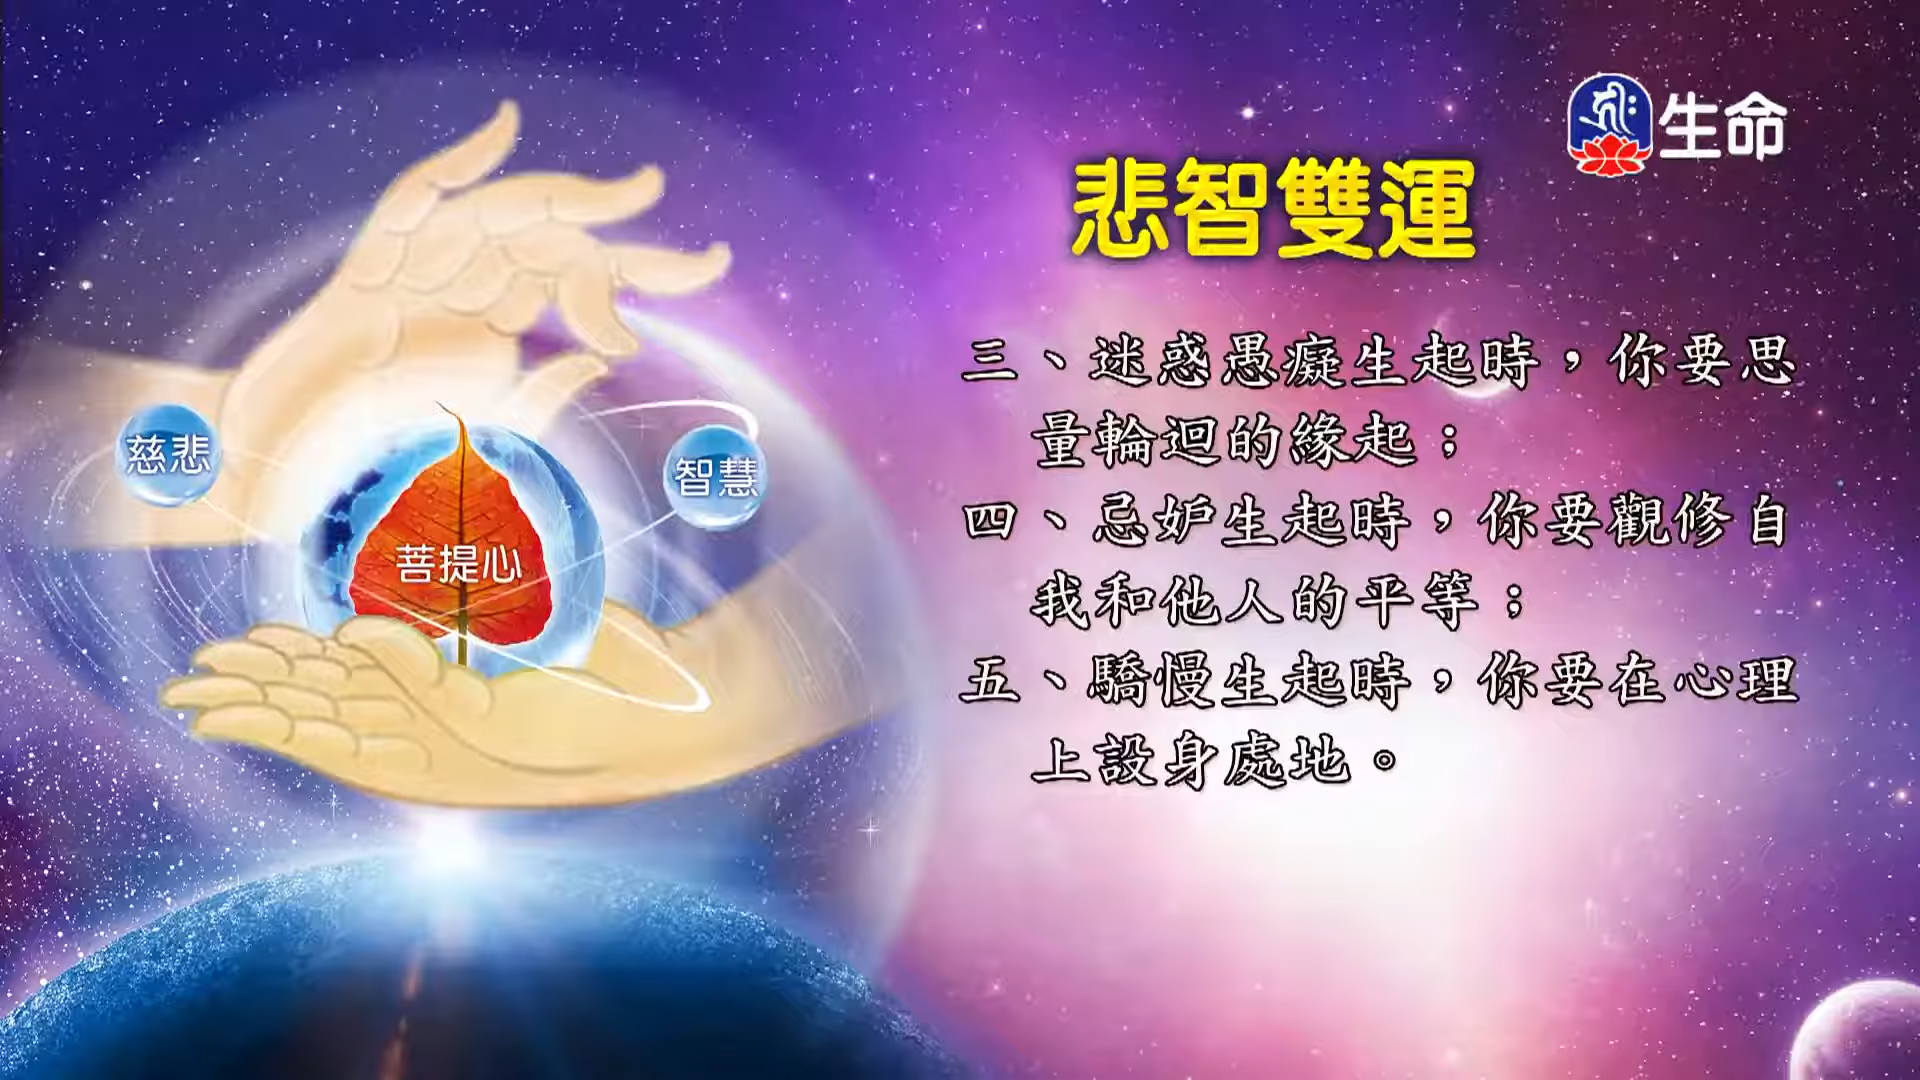 生命
悲智雙運
三、迷惑愚癡生起時，你要思
量輪迴的緣起；
四、忌妒生起時，你要觀修自
我和他人的平等；
五、驕慢生起時，你要在心理
上設身處地。
慈悲
智慧
菩提心